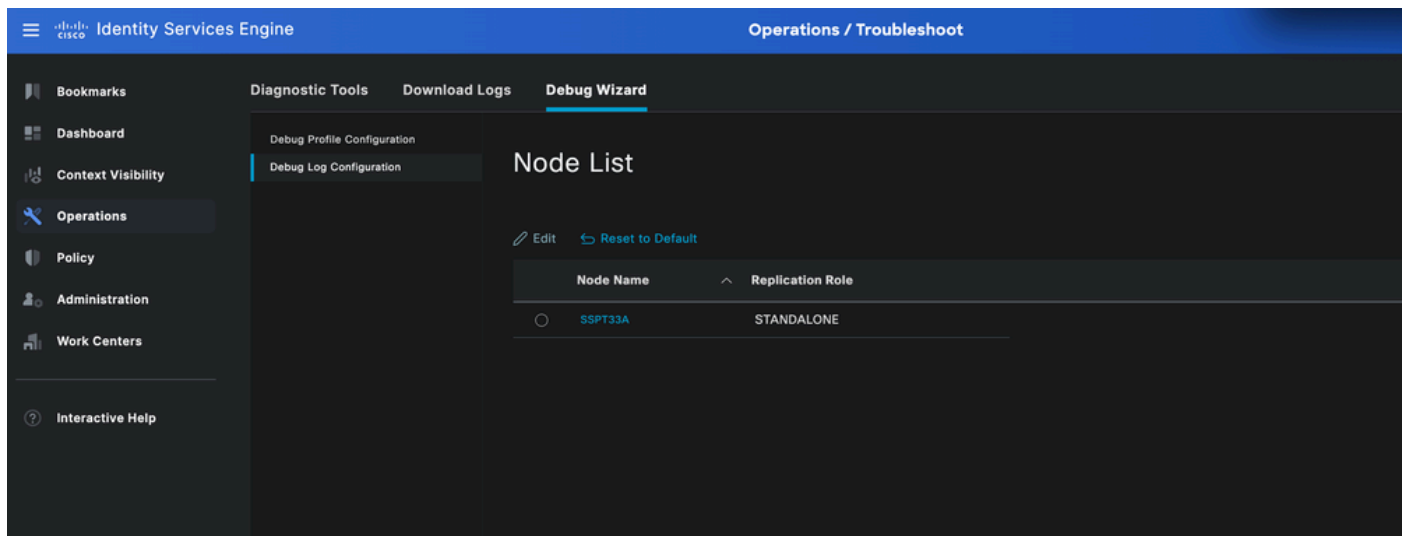 cisco Identity Services Engine
Operations / Troubleshoot
Bookmarks
Dashboard
Context Visibility
Operations
Policy
Administration
Work Centers
? Interactive Help
Diagnostic Tools Download Logs Debug Wizard
Debug Profile Configuration
Debug Log Configuration
Node List
Edit Reset to Default
Node Name Replication Role
SSPT33A STANDALONE